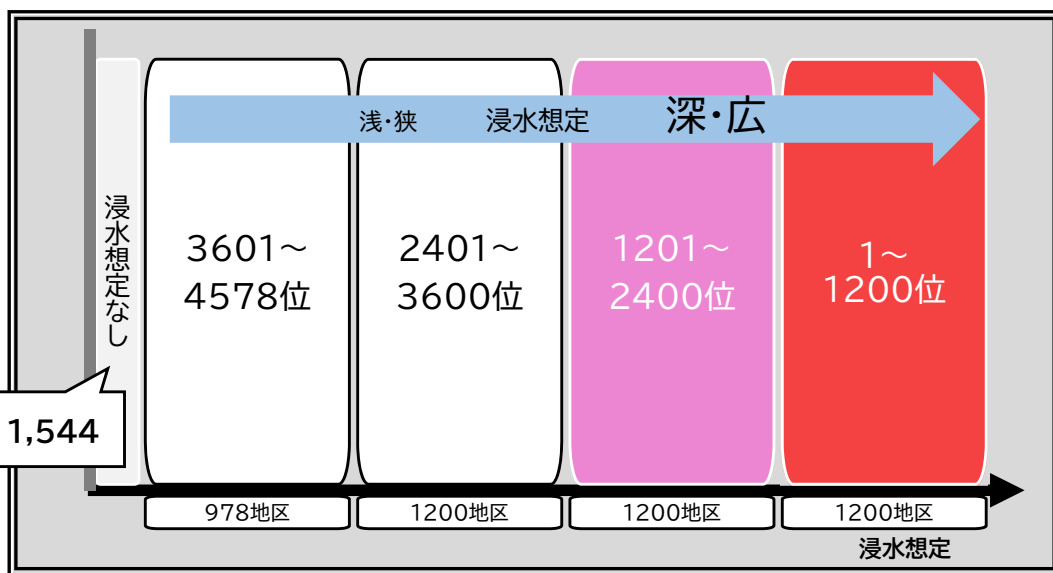 浅・狭 浸水想定 深・広
浸水想定なし
3601～
4578位
2401～
3600位
1201～
2400位
1～
1200位
1,544
978地区
1200地区
1200地区
1200地区
浸水想定